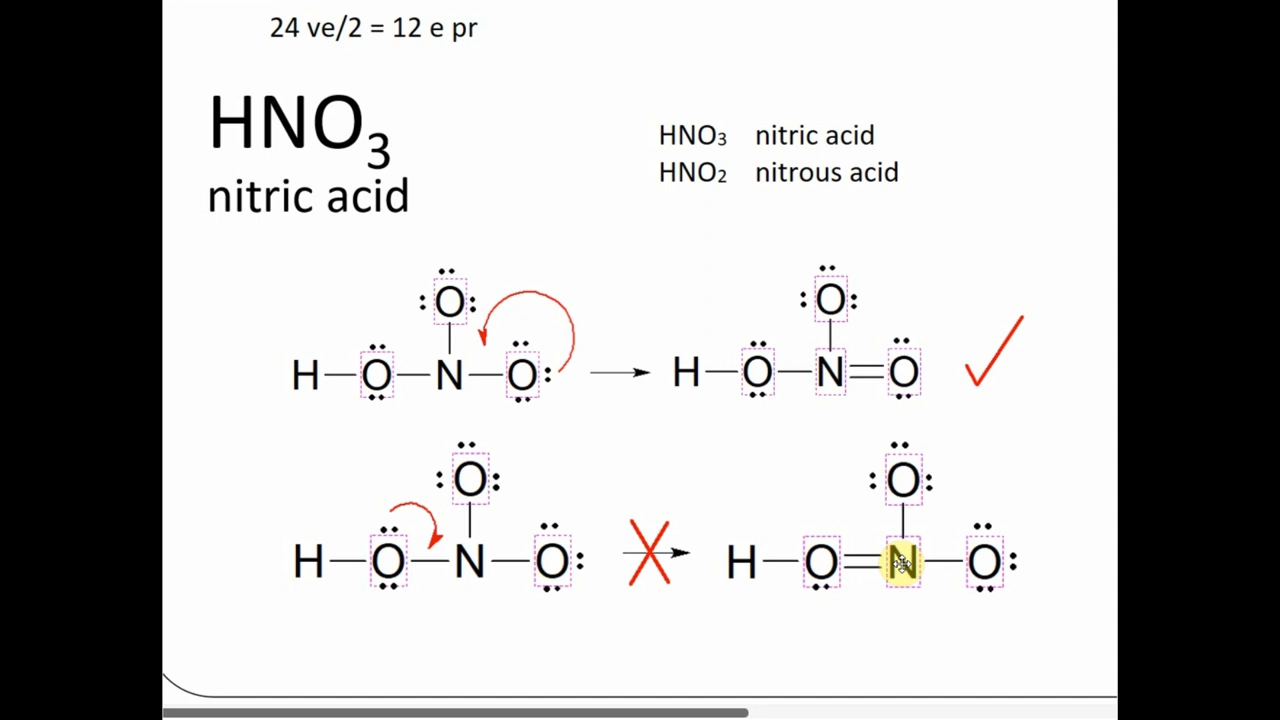 24 ve/2 = 12 e pr
HNO₃
nitric acid
HNO₃ nitric acid
HNO₂ nitrous acid
O O
H O N O H O N O
O O
H O N O H O N O